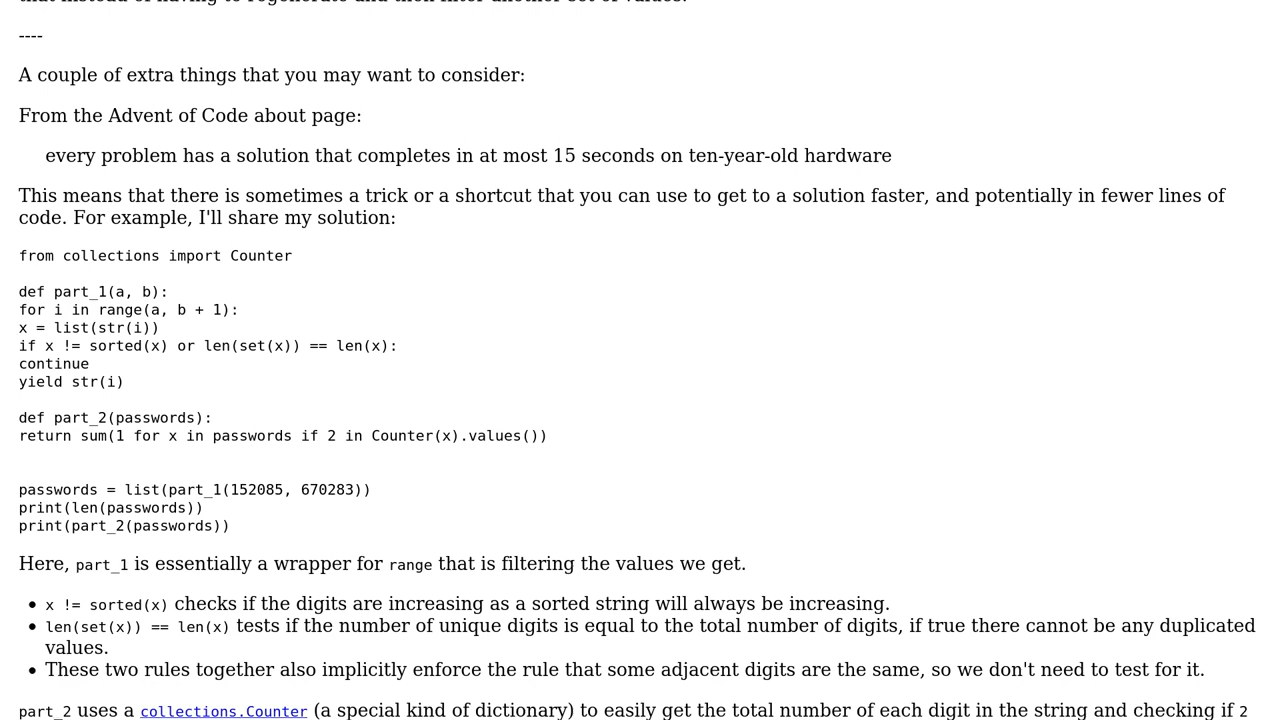 ----
A couple of extra things that you may want to consider:
From the Advent of Code about page:
every problem has a solution that completes in at most 15 seconds on ten-year-old hardware
This means that there is sometimes a trick or a shortcut that you can use to get to a solution faster, and potentially in fewer lines of
code. For example, I'll share my solution:
from collections import Counter
def part_1(a, b):
for i in range(a, b + 1):
x = list(str(i))
if x != sorted(x) or len(set(x)) == len(x):
continue
yield str(i)
def part_2(passwords):
return sum(1 for x in passwords if 2 in Counter(x).values())
passwords = list(part_1(152085, 670283))
print(len(passwords))
print(part_2(passwords))
Here, part_1 is essentially a wrapper for range that is filtering the values we get.
• x != sorted(x) checks if the digits are increasing as a sorted string will always be increasing.
• len(set(x)) == len(x) tests if the number of unique digits is equal to the total number of digits, if true there cannot be any duplicated
values.
• These two rules together also implicitly enforce the rule that some adjacent digits are the same, so we don't need to test for it.
part_2 uses a collections.Counter (a special kind of dictionary) to easily get the total number of each digit in the string and checking if 2